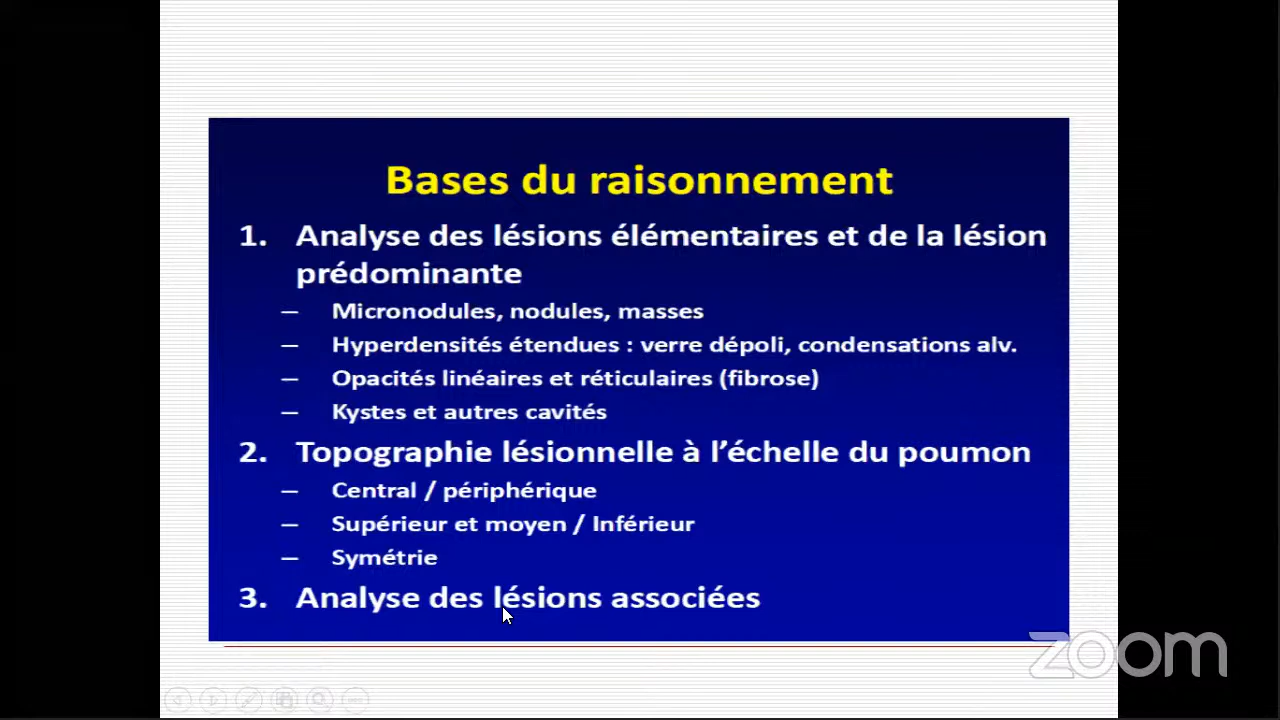 Bases du raisonnement
1. Analyse des lésions élémentaires et de la lésion
prédominante
– Micronodules, nodules, masses
– Hyperdensités étendues : verre dépoli, condensations alv.
– Opacités linéaires et réticulaires (fibrose)
– Kystes et autres cavités
2. Topographie lésionnelle à l’échelle du poumon
– Central / périphérique
– Supérieur et moyen / Inférieur
– Symétrie
3. Analyse des lésions associées
zoom